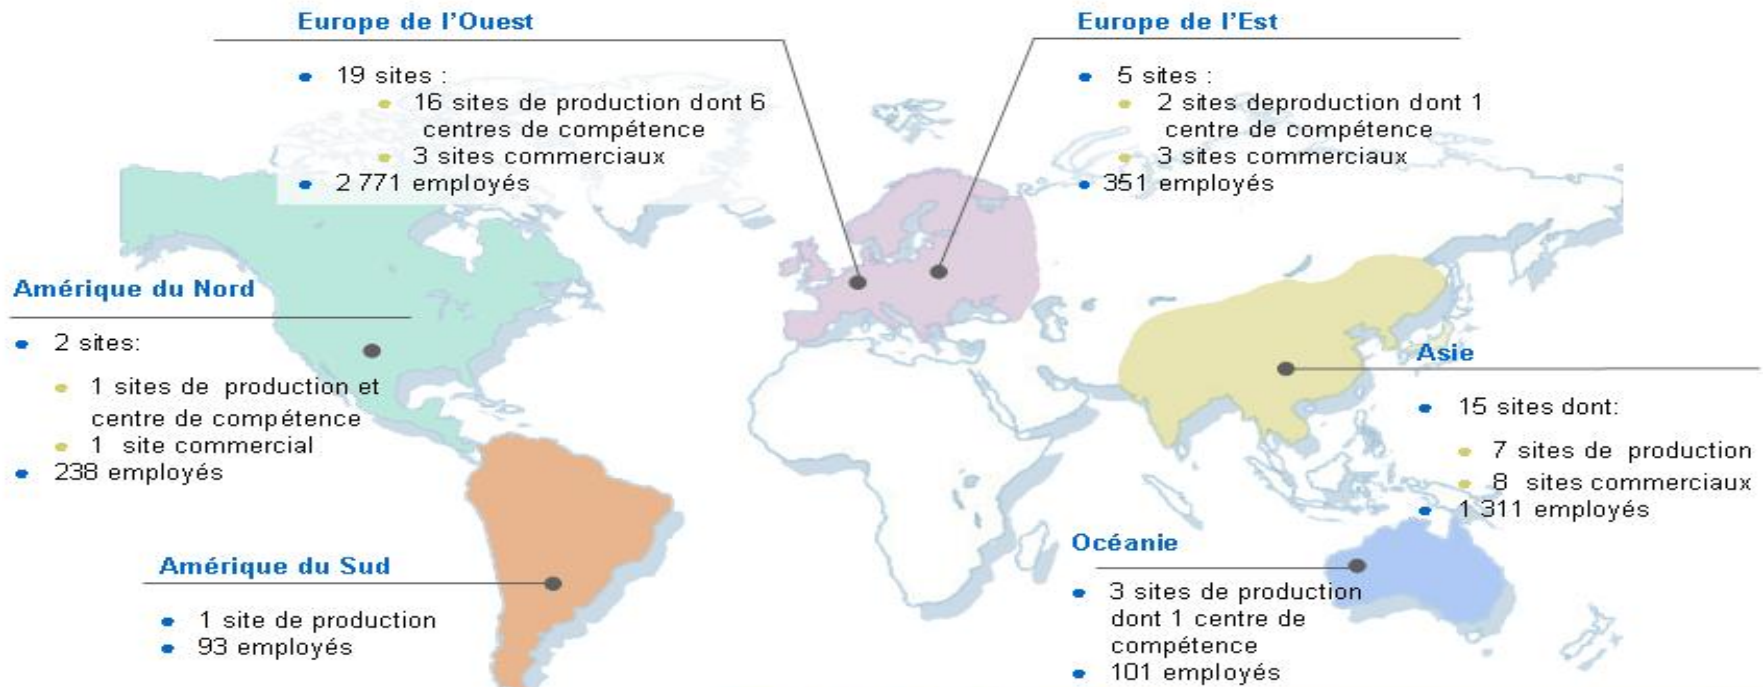 Europe de l'Ouest
19 sites :
16 sites de production dont 6
centres de compétence
3 sites commerciaux
2 771 employés
Europe de l'Est
5 sites :
2 sites deproduction dont 1
centre de compétence
3 sites commerciaux
351 employés
Amérique du Nord
2 sites:
1 sites de production et
centre de compétence
1 site commercial
238 employés
Asie
15 sites dont:
7 sites de production
8 sites commerciaux
1 311 employés
Amérique du Sud
1 site de production
93 employés
Océanie
3 sites de production
dont 1 centre de
compétence
101 employés